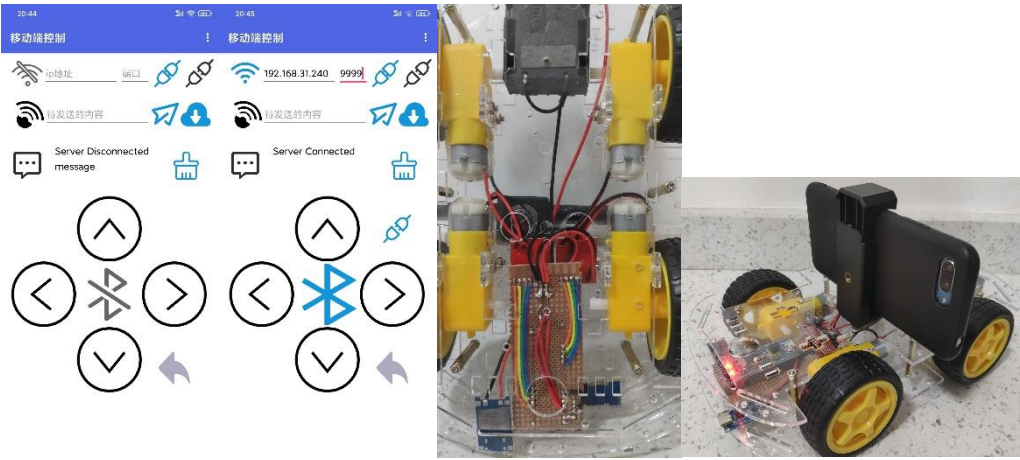 20:44
移动端控制
ip地址 端口
待发送的内容
Server Disconnected
message
20:45
移动端控制
192.168.31.240 9999
待发送的内容
Server Connected